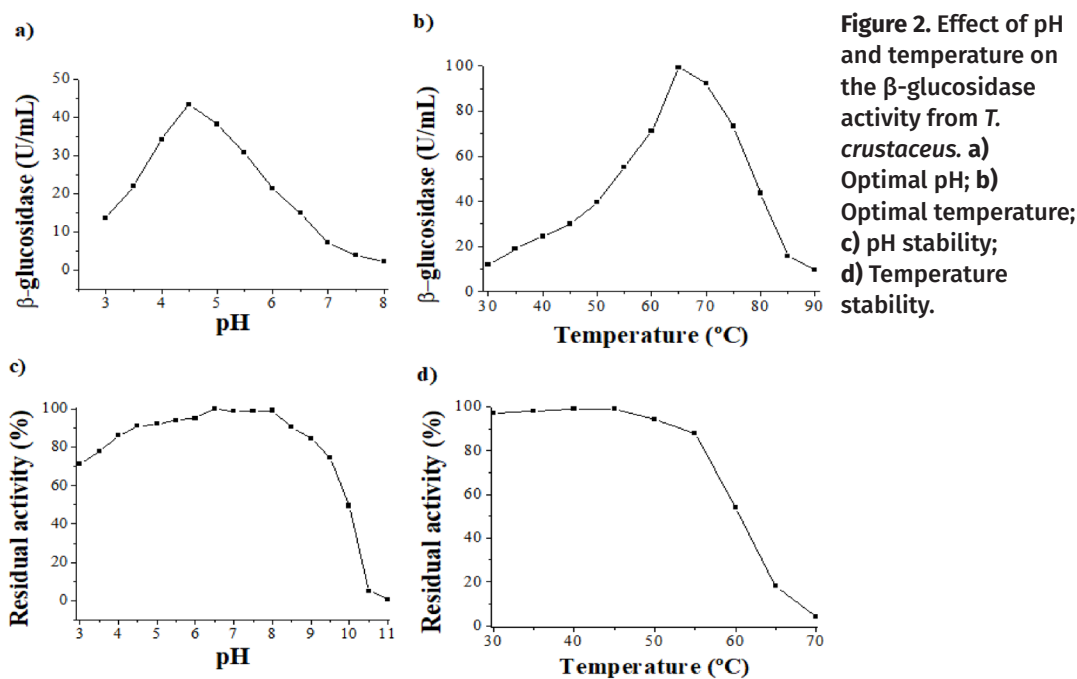 a)
50
40
30
20
10
0
β-glucosidase (U/mL)
3 4 5 6 7 8
pH
b)
100
80
60
40
20
0
β–glucosidase (U/mL)
30 40 50 60 70 80 90
Temperature (ºC)
Figure 2. Effect of pH
and temperature on
the β-glucosidase
activity from T.
crustaceus. a)
Optimal pH; b)
Optimal temperature;
c) pH stability;
d) Temperature
stability.
c)
100
80
60
40
20
0
Residual activity (%)
3 4 5 6 7 8 9 10 11
pH
d)
100
80
60
40
20
0
Residual activity (%)
30 40 50 60 70
Temperature (ºC)